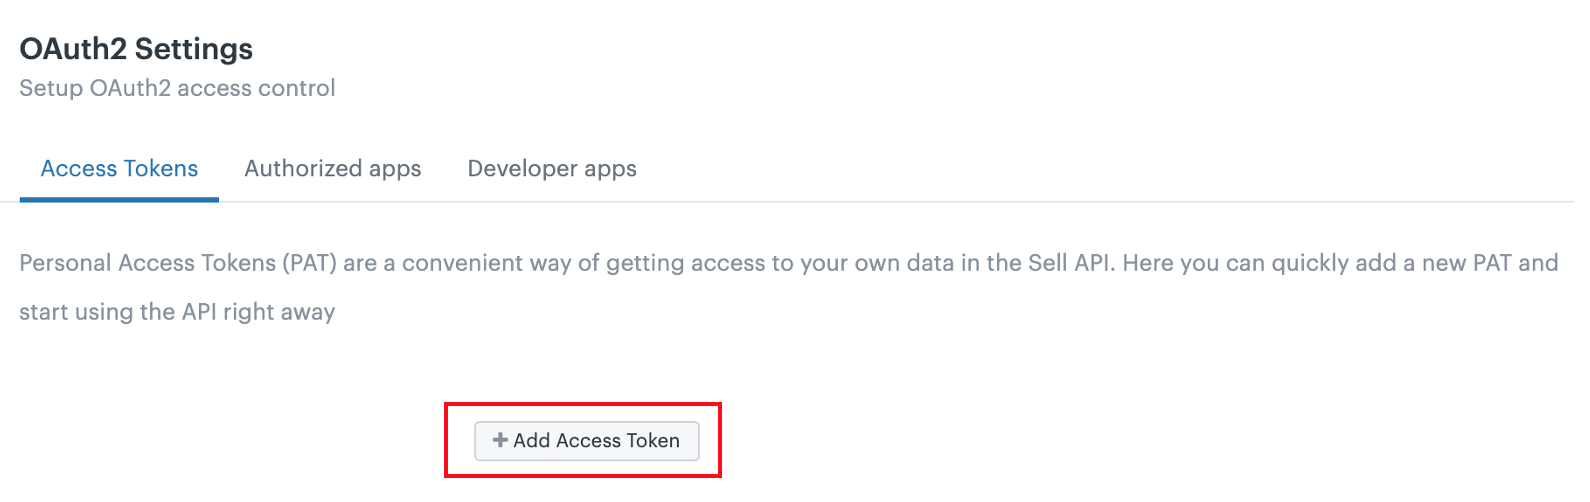 OAuth2 Settings
Setup OAuth2 access control
Access Tokens Authorized apps Developer apps
Personal Access Tokens (PAT) are a convenient way of getting access to your own data in the Sell API. Here you can quickly add a new PAT and
start using the API right away
+ Add Access Token